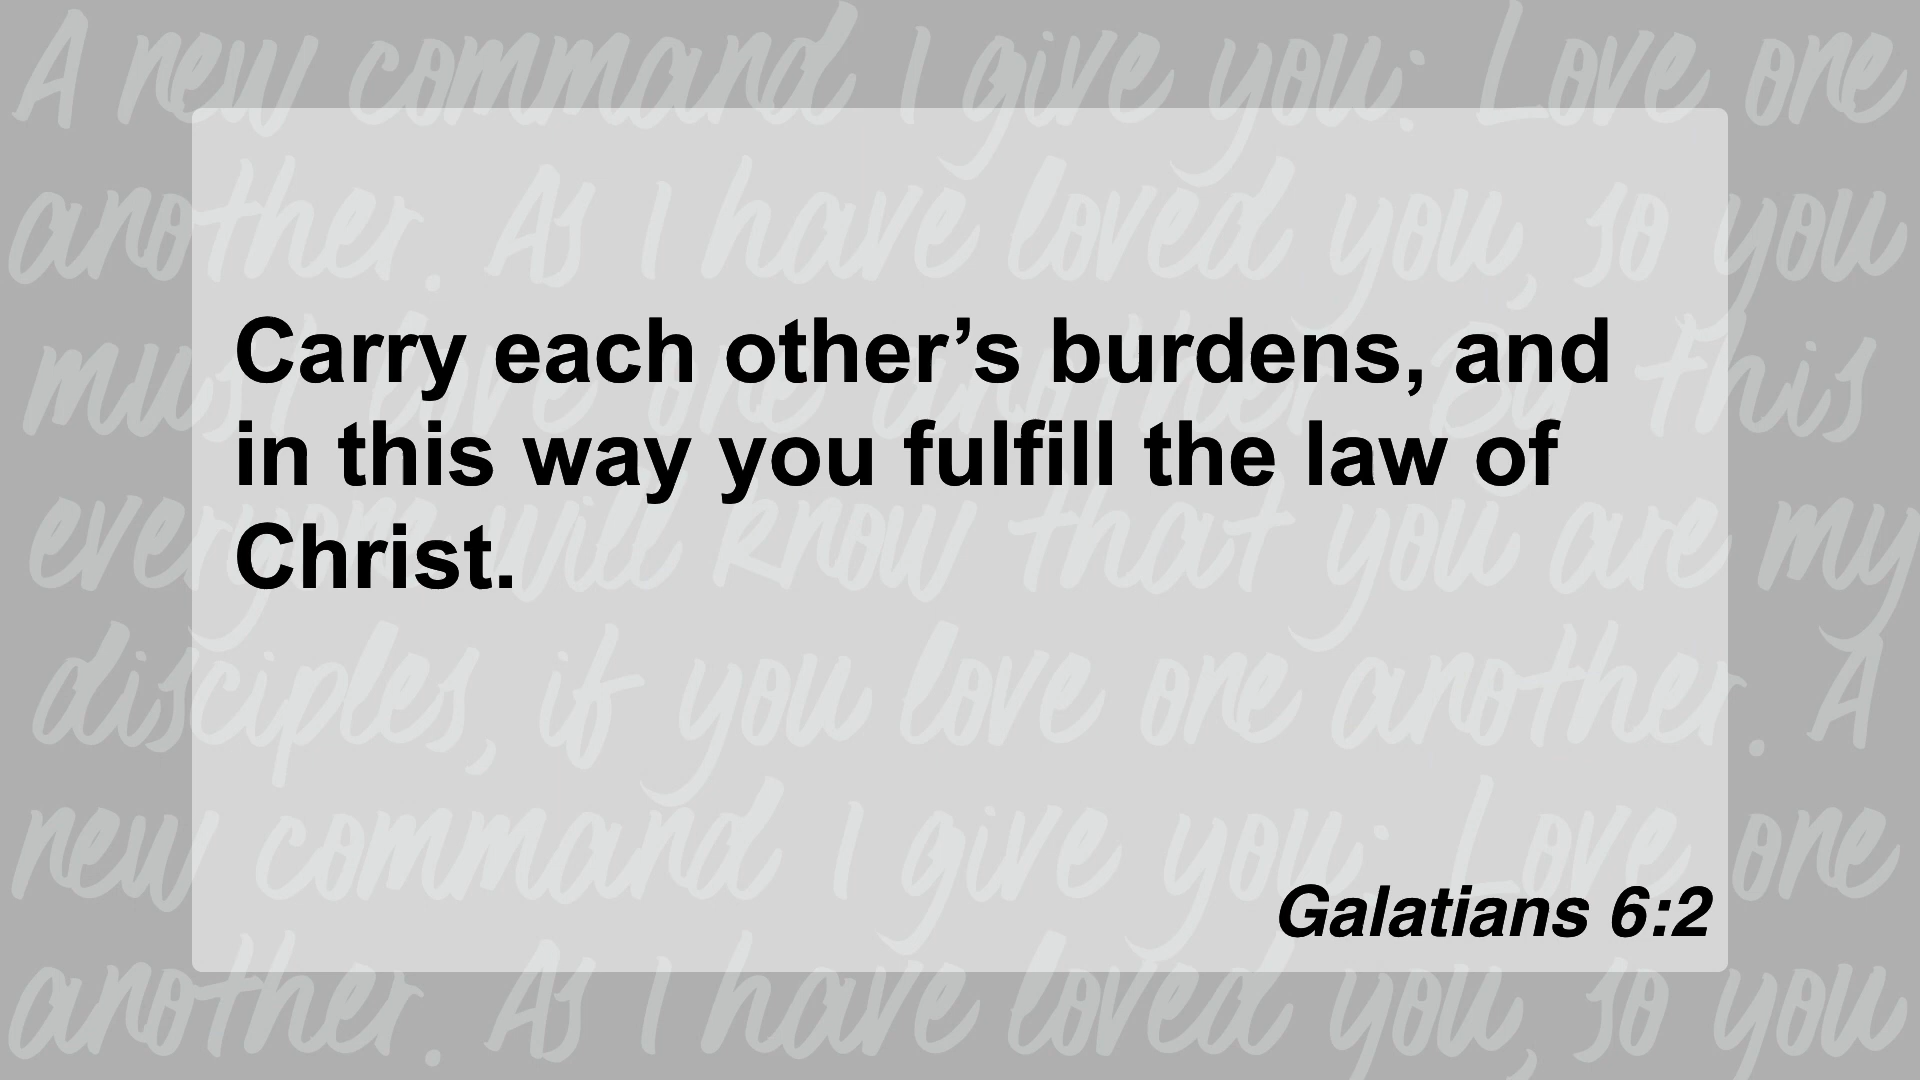 A new command I give you: Love one
another. As I have loved you, so you
must love one another. By this
everyone will know that you are my
disciples, if you love one another. A
new command I give you: Love one
another. As I have loved you, so you
Carry each other’s burdens, and
in this way you fulfill the law of
Christ.
Galatians 6:2